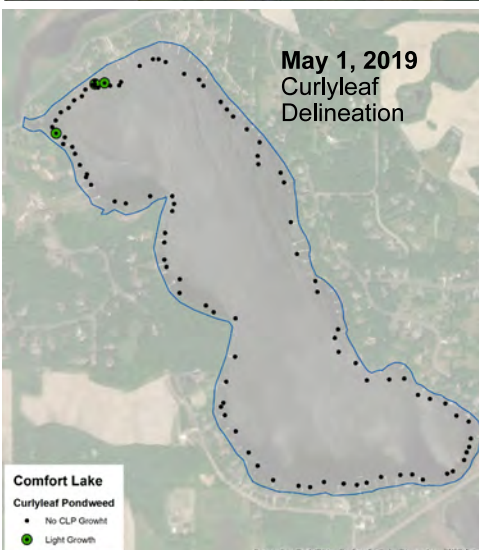 May 1, 2019
Curlyleaf
Delineation
Comfort Lake
Curlyleaf Pondweed
No CLP Growht
Light Growth